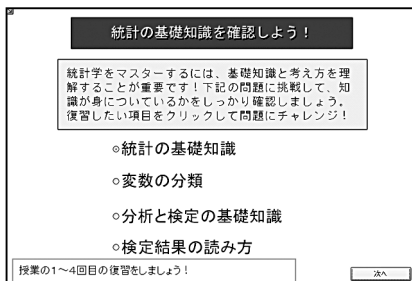 統計の基礎知識を確認しよう！
統計学をマスターするには、基礎知識と考え方を理
解することが重要です！下記の問題に挑戦して、知
識が身についているかをしっかり確認しましょう。
復習したい項目をクリックして問題にチャレンジ！
◎統計の基礎知識
○変数の分類
○分析と検定の基礎知識
○検定結果の読み方
授業の1～4回目の復習をしましょう！
次へ